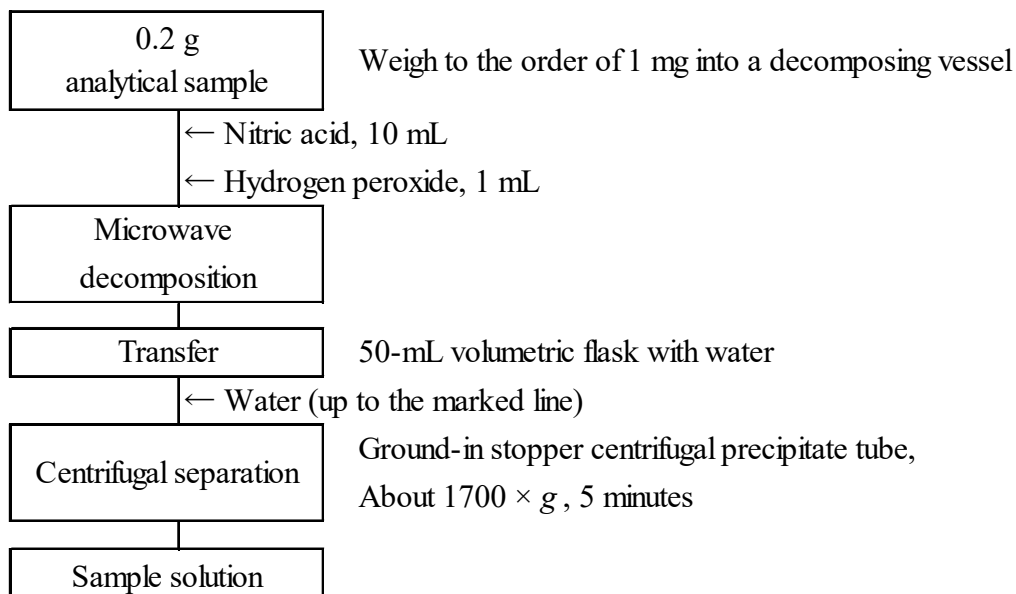 0.2 g
analytical sample
Weigh to the order of 1 mg into a decomposing vessel
← Nitric acid, 10 mL
← Hydrogen peroxide, 1 mL
Microwave
decomposition
Transfer
50-mL volumetric flask with water
← Water (up to the marked line)
Centrifugal separation
Ground-in stopper centrifugal precipitate tube,
About 1700 × g , 5 minutes
Sample solution